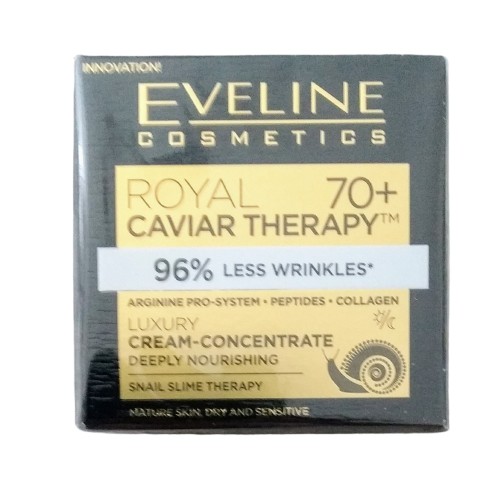 INNOVATION!
EVELINE
COSMETICS
ROYAL 70+
CAVIAR THERAPY™
96% LESS WRINKLES*
ARGININE PRO-SYSTEM • PEPTIDES • COLLAGEN
LUXURY
CREAM-CONCENTRATE
DEEPLY NOURISHING
SNAIL SLIME THERAPY
MATURE SKIN, DRY AND SENSITIVE